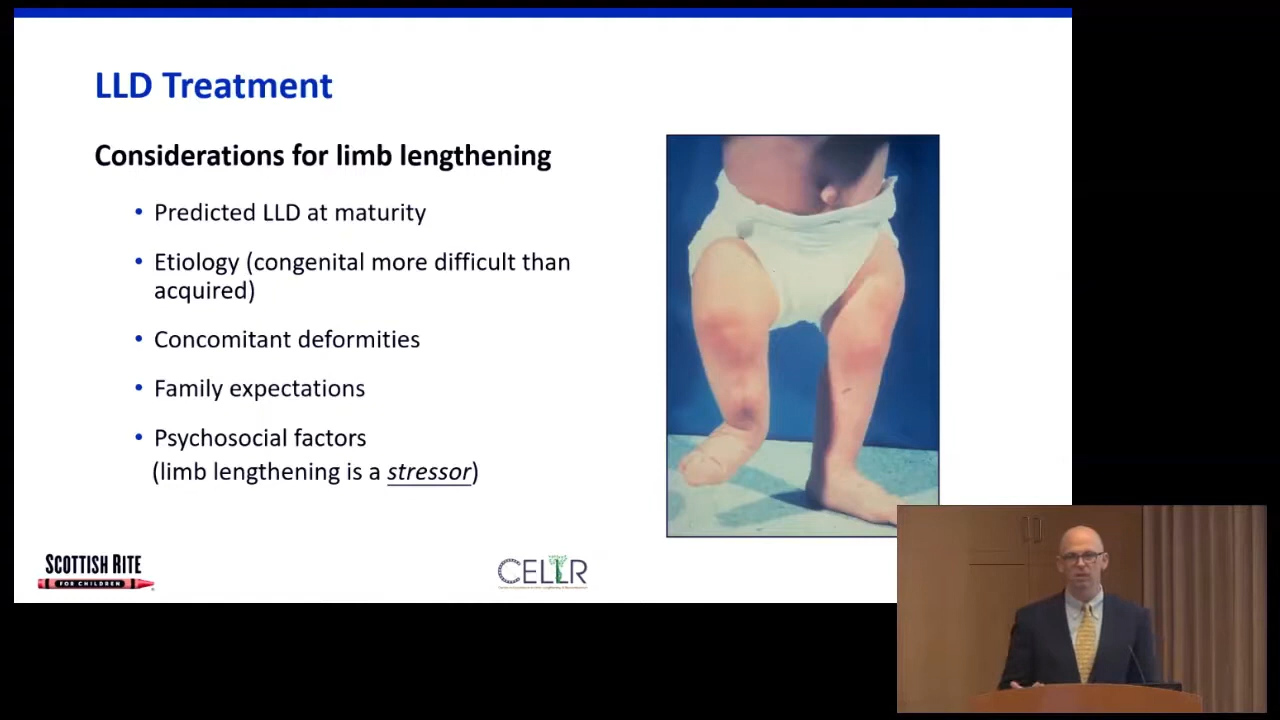 LLD Treatment
Considerations for limb lengthening
• Predicted LLD at maturity
• Etiology (congenital more difficult than
acquired)
• Concomitant deformities
• Family expectations
• Psychosocial factors
(limb lengthening is a stressor)
SCOTTISH RITE
FOR CHILDREN
CELLR